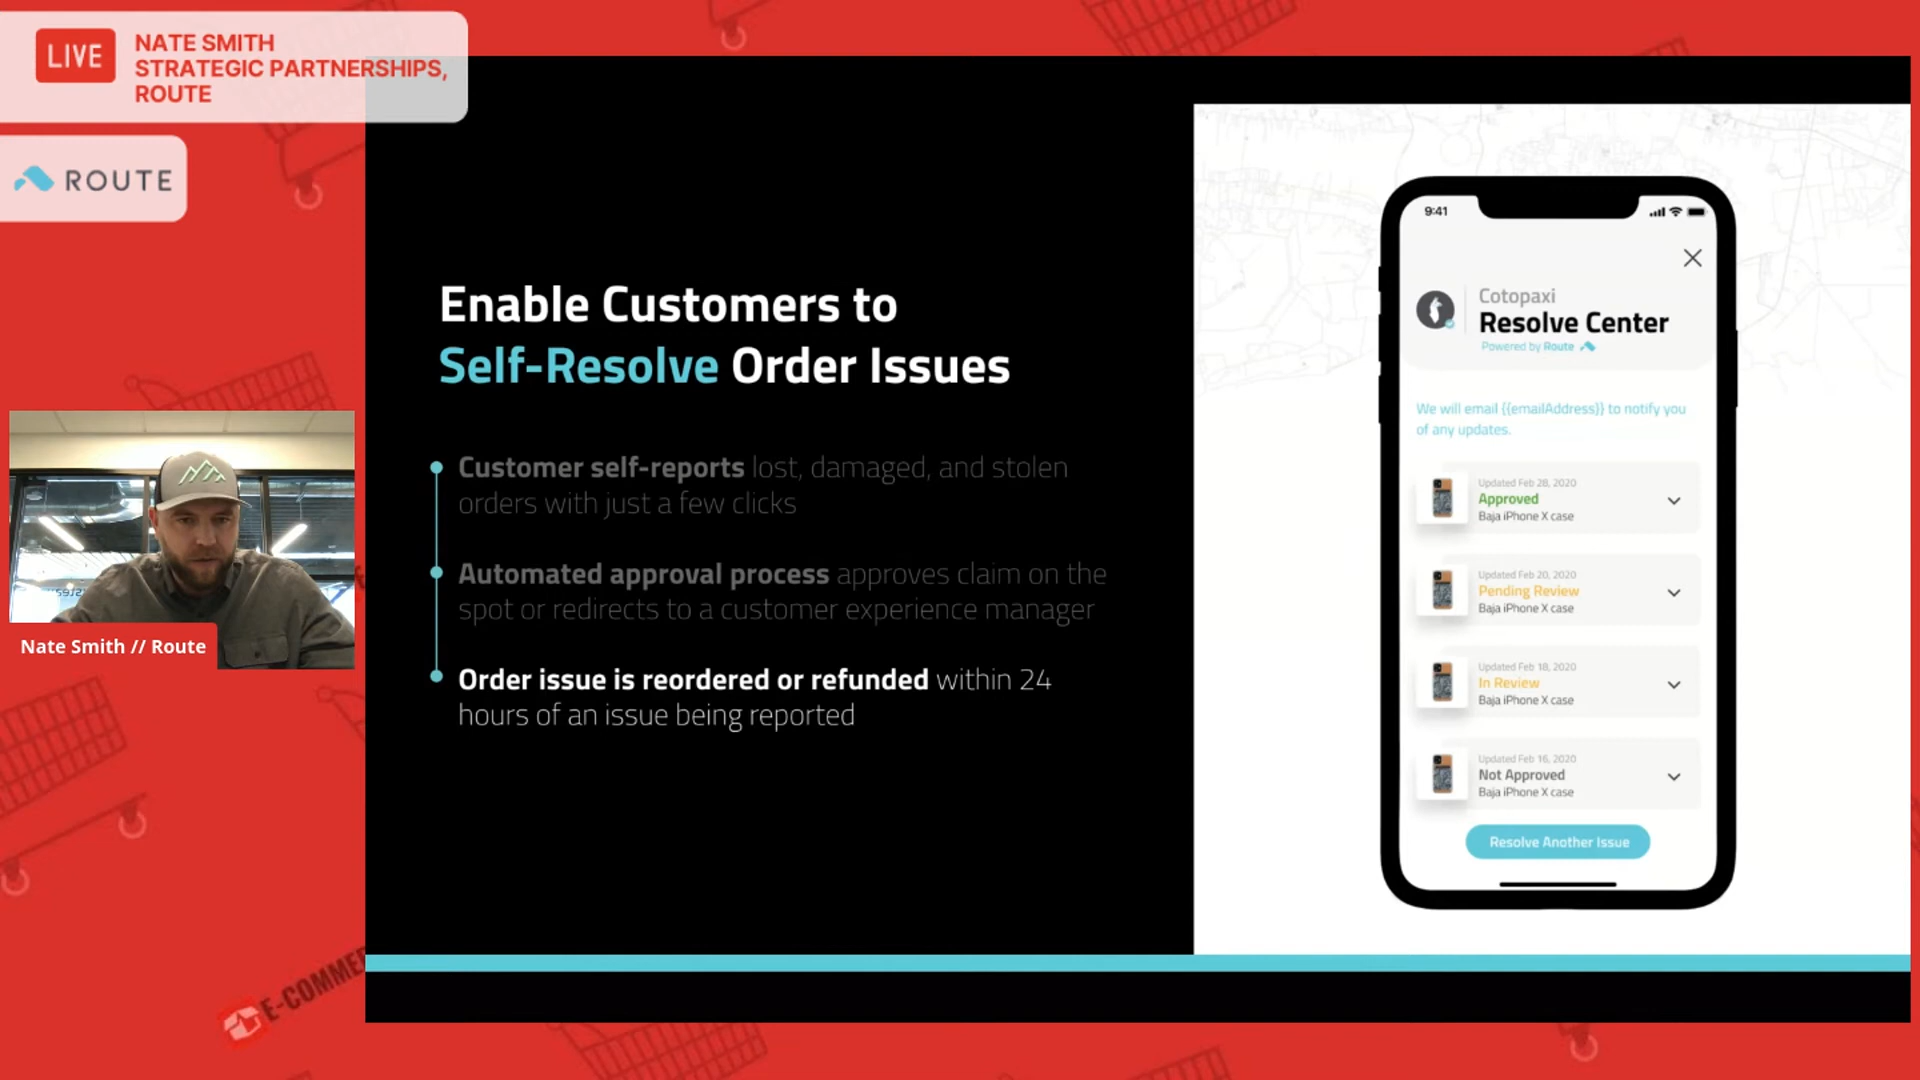 LIVE
NATE SMITH
STRATEGIC PARTNERSHIPS,
ROUTE
ROUTE
Enable Customers to
Self-Resolve Order Issues
Customer self-reports lost, damaged, and stolen
orders with just a few clicks
Automated approval process approves claim on the
spot or redirects to a customer experience manager
Order issue is reordered or refunded within 24
hours of an issue being reported
Nate Smith // Route
9:41
Cotopaxi
Resolve Center
Powered by Route
We will email {{emailAddress}} to notify you
of any updates.
Updated Feb 28, 2020
Approved
Baja iPhone X case
Updated Feb 20, 2020
Pending Review
Baja iPhone X case
Updated Feb 18, 2020
In Review
Baja iPhone X case
Updated Feb 16, 2020
Not Approved
Baja iPhone X case
Resolve Another Issue
E-COMME